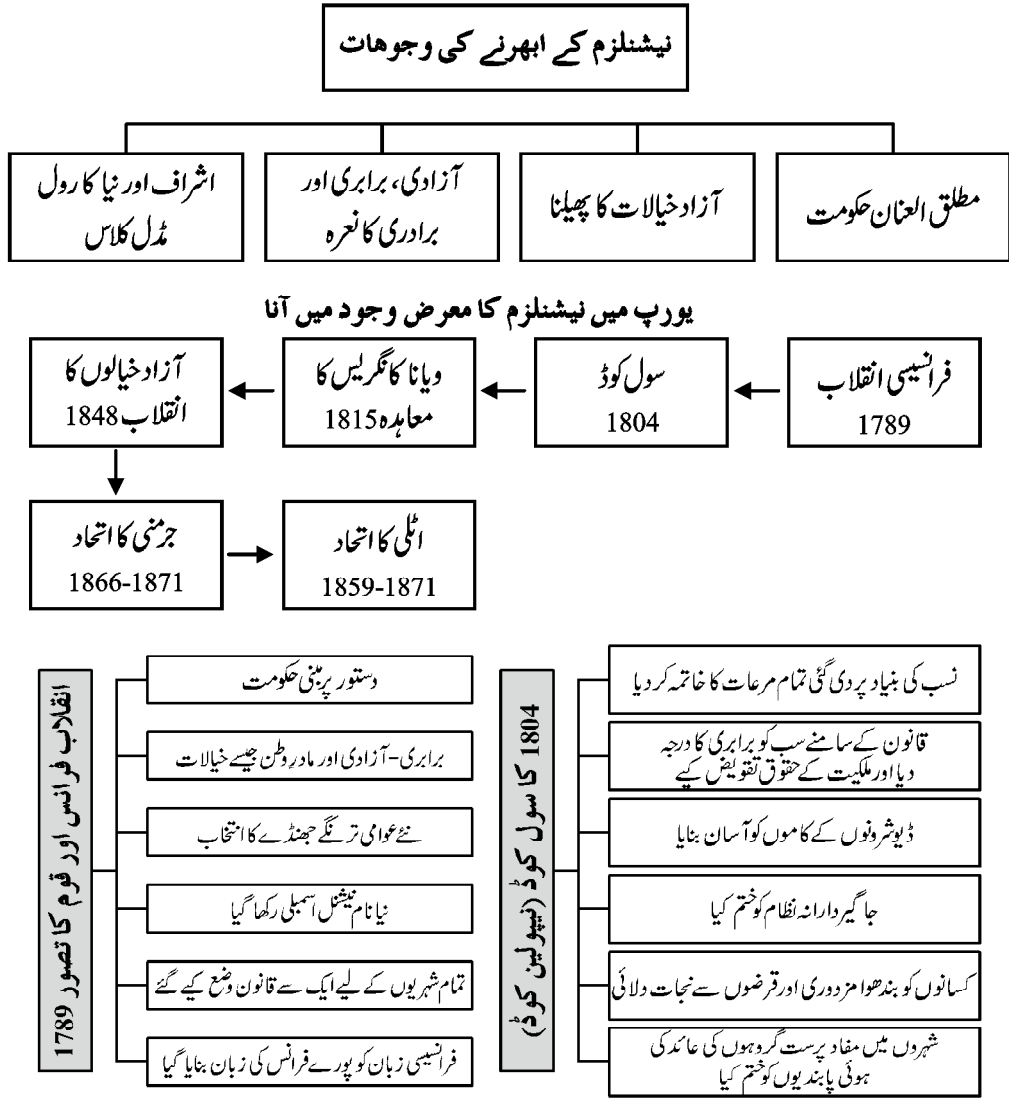 نیشنلزم کے ابھرنے کی وجوہات
مطلق العنان حکومت
آزاد خیالات کا پھیلنا
آزادی، برابری اور
برادری کا نعرہ
اشراف اور نیا کا رول
مڈل کلاس
یورپ میں نیشنلزم کا معرض وجود میں آنا
فرانسیسی انقلاب
1789
سول کوڈ
1804
ویانا کانگریس کا
معاہدہ 1815
آزاد خیالوں کا
انقلاب 1848
جرمنی کا اتحاد
1866-1871
اٹلی کا اتحاد
1859-1871
1804 کا سول کوڈ (نیپولین کوڈ)
نسب کی بنیاد پر دی گئی تمام مرعات کا خاتمہ کر دیا
قانون کے سامنے سب کو برابری کا درجہ
دیا اور ملکیت کے حقوق تفویض کیے
ڈیوشرونوں کے کاموں کو آسان بنایا
جاگیردارانہ نظام کو ختم کیا
کسانوں کو بندھوا مزدوری اور قرضوں سے نجات دلائی
شہروں میں مفاد پرست گروہوں کی عائد کی
ہوئی پابندیوں کو ختم کیا
انقلاب فرانس اور قوم کا تصور 1789
دستور پر مبنی حکومت
برابری-آزادی اور مادرِ وطن جیسے خیالات
نئے عوامی ترنگے جھنڈے کا انتخاب
نیا نام نیشنل اسمبلی رکھا گیا
تمام شہریوں کے لیے ایک سے قانون وضع کیے گئے
فرانسیسی زبان کو پورے فرانس کی زبان بنایا گیا